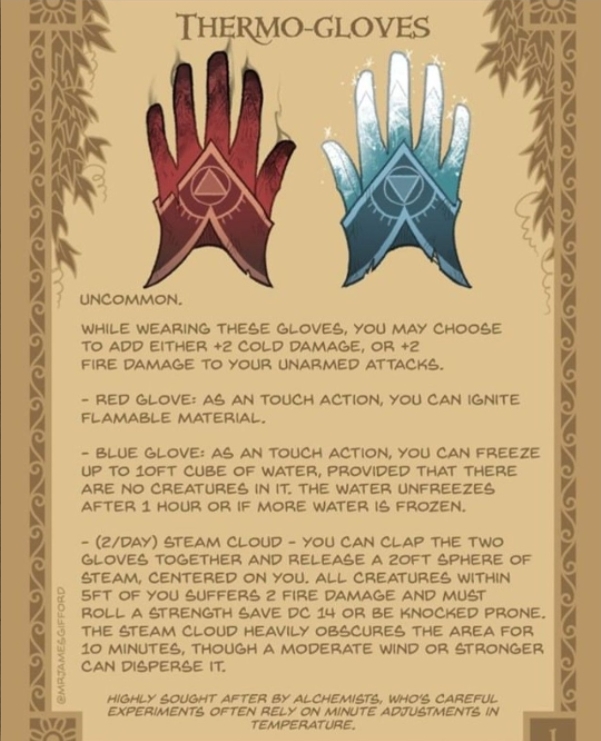 THERMO-GLOVES
UNCOMMON.
WHILE WEARING THESE GLOVES, YOU MAY CHOOSE
TO ADD EITHER +2 COLD DAMAGE, OR +2
FIRE DAMAGE TO YOUR UNARMED ATTACKS.
- RED GLOVE: AS AN TOUCH ACTION, YOU CAN IGNITE
FLAMABLE MATERIAL.
- BLUE GLOVE: AS AN TOUCH ACTION, YOU CAN FREEZE
UP TO 10FT CUBE OF WATER, PROVIDED THAT THERE
ARE NO CREATURES IN IT. THE WATER UNFREEZES
AFTER 1 HOUR OR IF MORE WATER IS FROZEN.
- (2/DAY) STEAM CLOUD - YOU CAN CLAP THE TWO
GLOVES TOGETHER AND RELEASE A 20FT SPHERE OF
STEAM, CENTERED ON YOU. ALL CREATURES WITHIN
5FT OF YOU SUFFERS 2 FIRE DAMAGE AND MUST
ROLL A STRENGTH SAVE DC 14 OR BE KNOCKED PRONE.
THE STEAM CLOUD HEAVILY OBSCURES THE AREA FOR
10 MINUTES, THOUGH A MODERATE WIND OR STRONGER
CAN DISPERSE IT.
HIGHLY SOUGHT AFTER BY ALCHEMISTS, WHO'S CAREFUL
EXPERIMENTS OFTEN RELY ON MINUTE ADJUSTMENTS IN
TEMPERATURE.
@MRJAMESGIFFORD
I